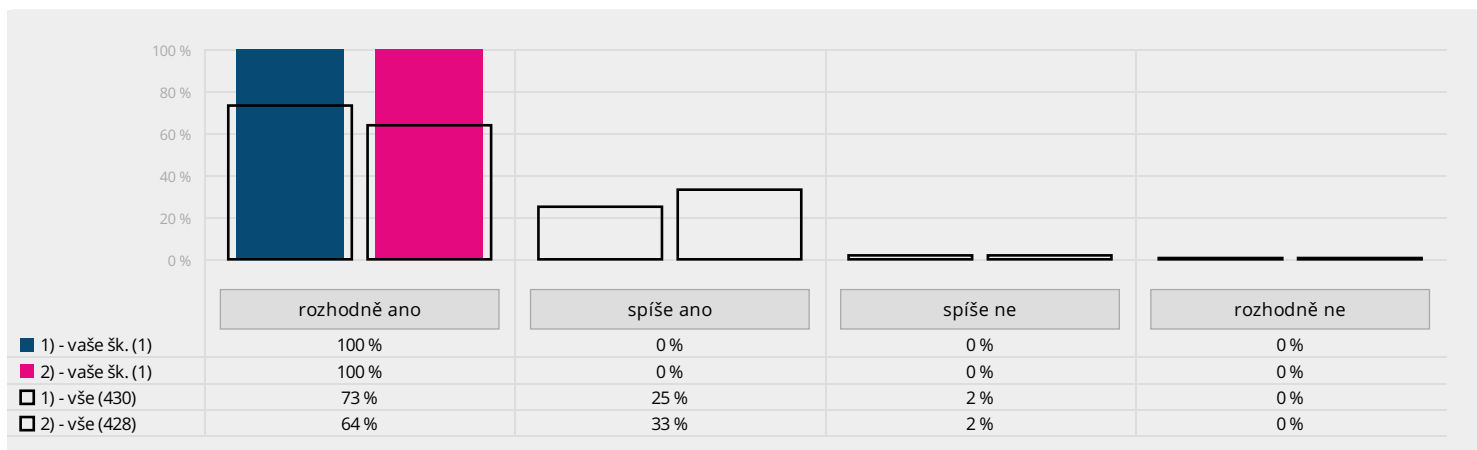 100 %
80 %
60 %
40 %
20 %
0 %
rozhodně ano spíše ano spíše ne rozhodně ne
1) - vaše šk. (1) 100 % 0 % 0 % 0 %
2) - vaše šk. (1) 100 % 0 % 0 % 0 %
1) - vše (430) 73 % 25 % 2 % 0 %
2) - vše (428) 64 % 33 % 2 % 0 %